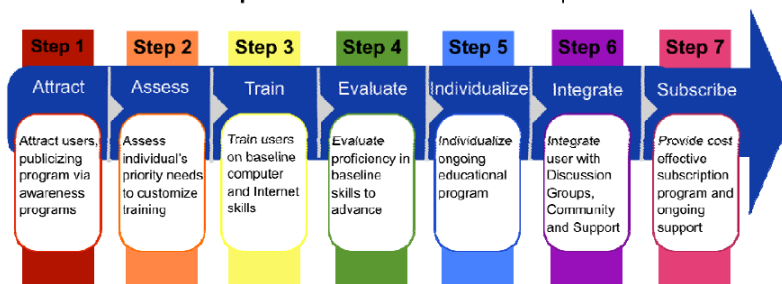 Step 1
Step 2
Step 3
Step 4
Step 5
Step 6
Step 7
Attract
Assess
Train
Evaluate
Individualize
Integrate
Subscribe
Attract users,
publicizing
program via
awareness
programs
Assess
individual's
priority needs
to customize
training
Train users
on baseline
computer
and Internet
skills
Evaluate
proficiency in
baseline
skills to
advance
Individualize
ongoing
educational
program
Integrate
user with
Discussion
Groups,
Community
and Support
Provide cost
effective
subscription
program and
ongoing
support